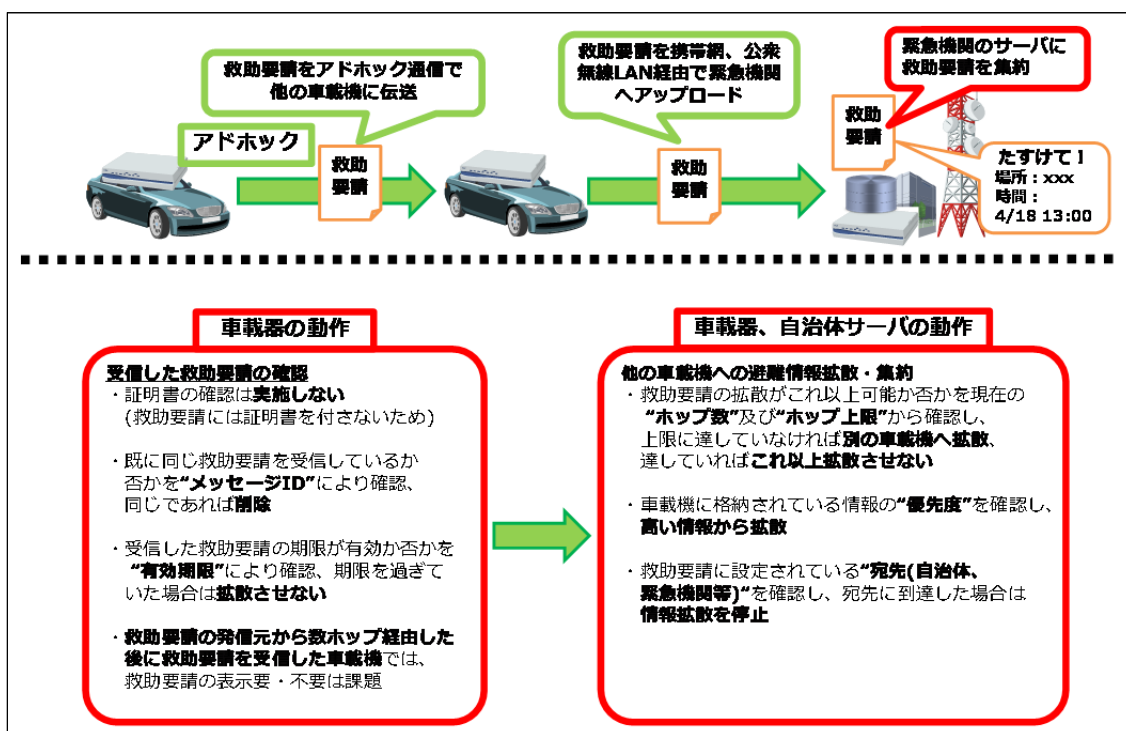 救助要請をアドホック通信で
他の車載機に伝送
救助要請を携帯網、公衆
無線LAN経由で緊急機関
へアップロード
緊急機関のサーバに
救助要請を集約
アドホック
救助
要請
救助
要請
救助
要請
たすけて!
場所:xxx
時間:
4/18 13:00
車載器の動作
受信した救助要請の確認
・証明書の確認は実施しない
(救助要請には証明書を付さないため)
・既に同じ救助要請を受信しているか
否かを“メッセージID”により確認、
同じであれば削除
・受信した救助要請の期限が有効か否かを
“有効期限”により確認、期限を過ぎて
いた場合は拡散させない
・救助要請の発信元から数ホップ経由した
後に救助要請を受信した車載機では、
救助要請の表示要・不要は課題
車載器、自治体サーバの動作
他の車載機への避難情報拡散・集約
・救助要請の拡散がこれ以上可能か否かを現在の
“ホップ数”及び“ホップ上限”から確認し、
上限に達していなければ別の車載機へ拡散、
達していればこれ以上拡散させない
・車載機に格納されている情報の“優先度”を確認し、
高い情報から拡散
・救助要請に設定されている“宛先(自治体、
緊急機関等)“を確認し、宛先に到達した場合は
情報拡散を停止